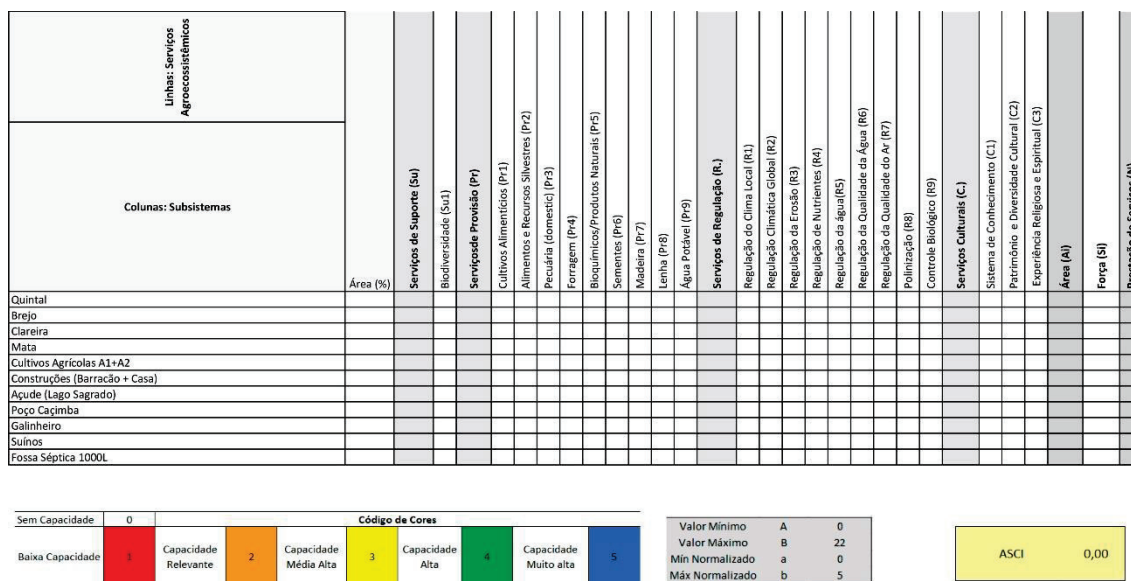 Linhas: Serviços
Agroecossistêmicos
Colunas: Subsistemas
Área (%)
Serviços de Suporte (Su)
Biodiversidade (Su1)
Serviçosde Provisão (Pr)
Cultivos Alimentícios (Pr1)
Alimentos e Recursos Silvestres (Pr2)
Pecuária (domestic) (Pr3)
Forragem (Pr4)
Bioquímicos/Produtos Naturais (Pr5)
Sementes (Pr6)
Madeira (Pr7)
Lenha (Pr8)
Água Potável (Pr9)
Serviços de Regulação (R.)
Regulação do Clima Local (R1)
Regulação Climática Global (R2)
Regulação da Erosão (R3)
Regulação de Nutrientes (R4)
Regulação da água(R5)
Regulação da Qualidade da Água (R6)
Regulação da Qualidade do Ar (R7)
Polinização (R8)
Controle Biológico (R9)
Serviços Culturais (C.)
Sistema de Conhecimento (C1)
Patrimônio e Diversidade Cultural (C2)
Experiência Religiosa e Espiritual (C3)
Área (Ai)
Força (Si)
Quintal
Brejo
Clareira
Mata
Cultivos Agrícolas A1+A2
Construções (Barracão + Casa)
Açude (Lago Sagrado)
Poço Caçimba
Galinheiro
Suínos
Fossa Séptica 1000L
Sem Capacidade 0 Código de Cores
Baixa Capacidade 1 Capacidade Relevante 2 Capacidade Média Alta 3 Capacidade Alta 4 Capacidade Muito alta 5
Valor Mínimo A 0
Valor Máximo B 22
Mín Normalizado a 0
Máx Normalizado b 5
ASCI 0,00